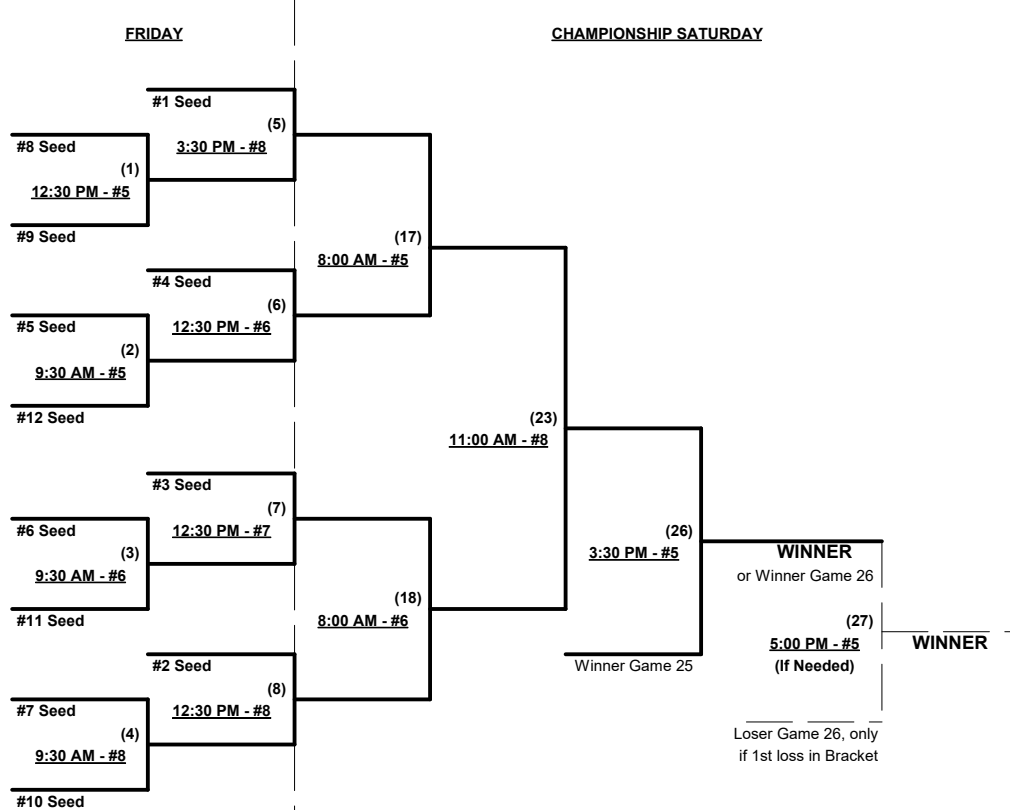 FRIDAY
CHAMPIONSHIP SATURDAY
#1 Seed
(5)
3:30 PM - #8
#8 Seed
(1)
12:30 PM - #5
#9 Seed
(17)
8:00 AM - #5
#4 Seed
(6)
12:30 PM - #6
#5 Seed
(2)
9:30 AM - #5
#12 Seed
(23)
11:00 AM - #8
#3 Seed
(7)
12:30 PM - #7
#6 Seed
(3)
9:30 AM - #6
#11 Seed
(18)
8:00 AM - #6
#2 Seed
(8)
12:30 PM - #8
#7 Seed
(4)
9:30 AM - #8
#10 Seed
(26)
3:30 PM - #5
Winner Game 25
WINNER
or Winner Game 26
(27)
5:00 PM - #5
(If Needed)
WINNER
Loser Game 26, only
if 1st loss in Bracket